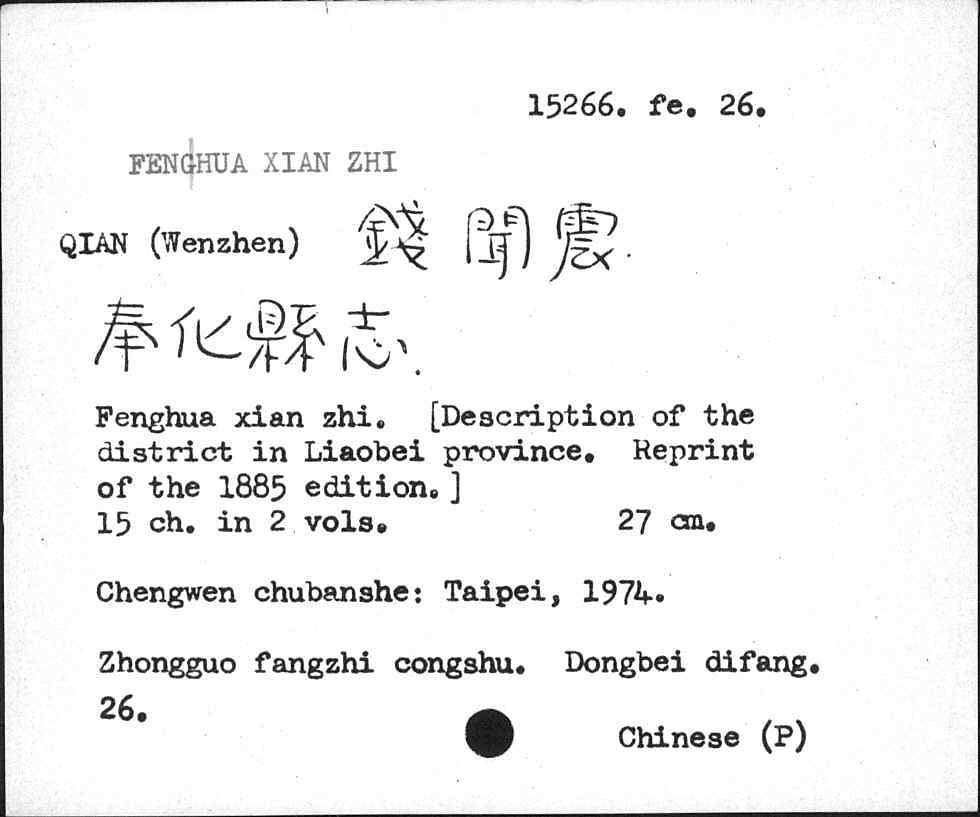 15266. fe. 26.
FENGHUA XIAN ZHI
QIAN (Wenzhen) 錢聞震.
奉化縣志.
Fenghua xian zhi. [Description of the
district in Liaobei province. Reprint
of the 1885 edition.]
15 ch. in 2 vols. 27 cm.
Chengwen chubanshe: Taipei, 1974.
Zhongguo fangzhi congshu. Dongbei difang.
26.
Chinese (P)